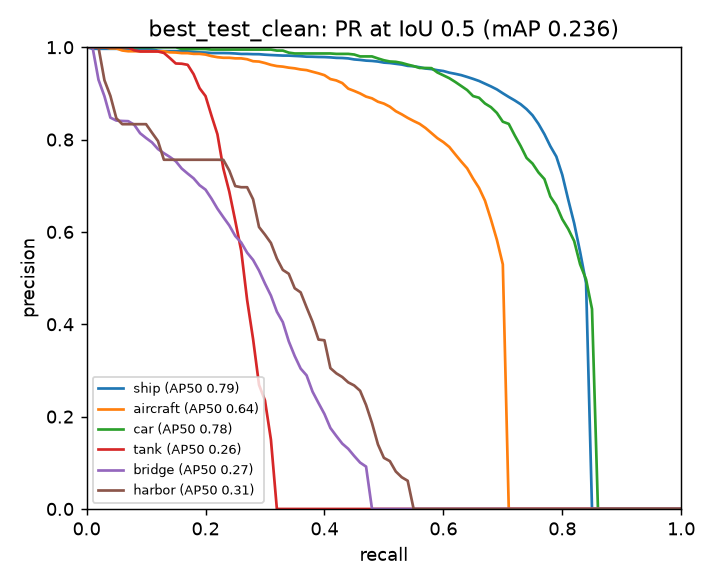 best_test_clean: PR at IoU 0.5 (mAP 0.236)
1.0
0.8
0.6
0.4
0.2
0.0
precision
ship (AP50 0.79)
aircraft (AP50 0.64)
car (AP50 0.78)
tank (AP50 0.26)
bridge (AP50 0.27)
harbor (AP50 0.31)
0.0 0.2 0.4 0.6 0.8 1.0
recall